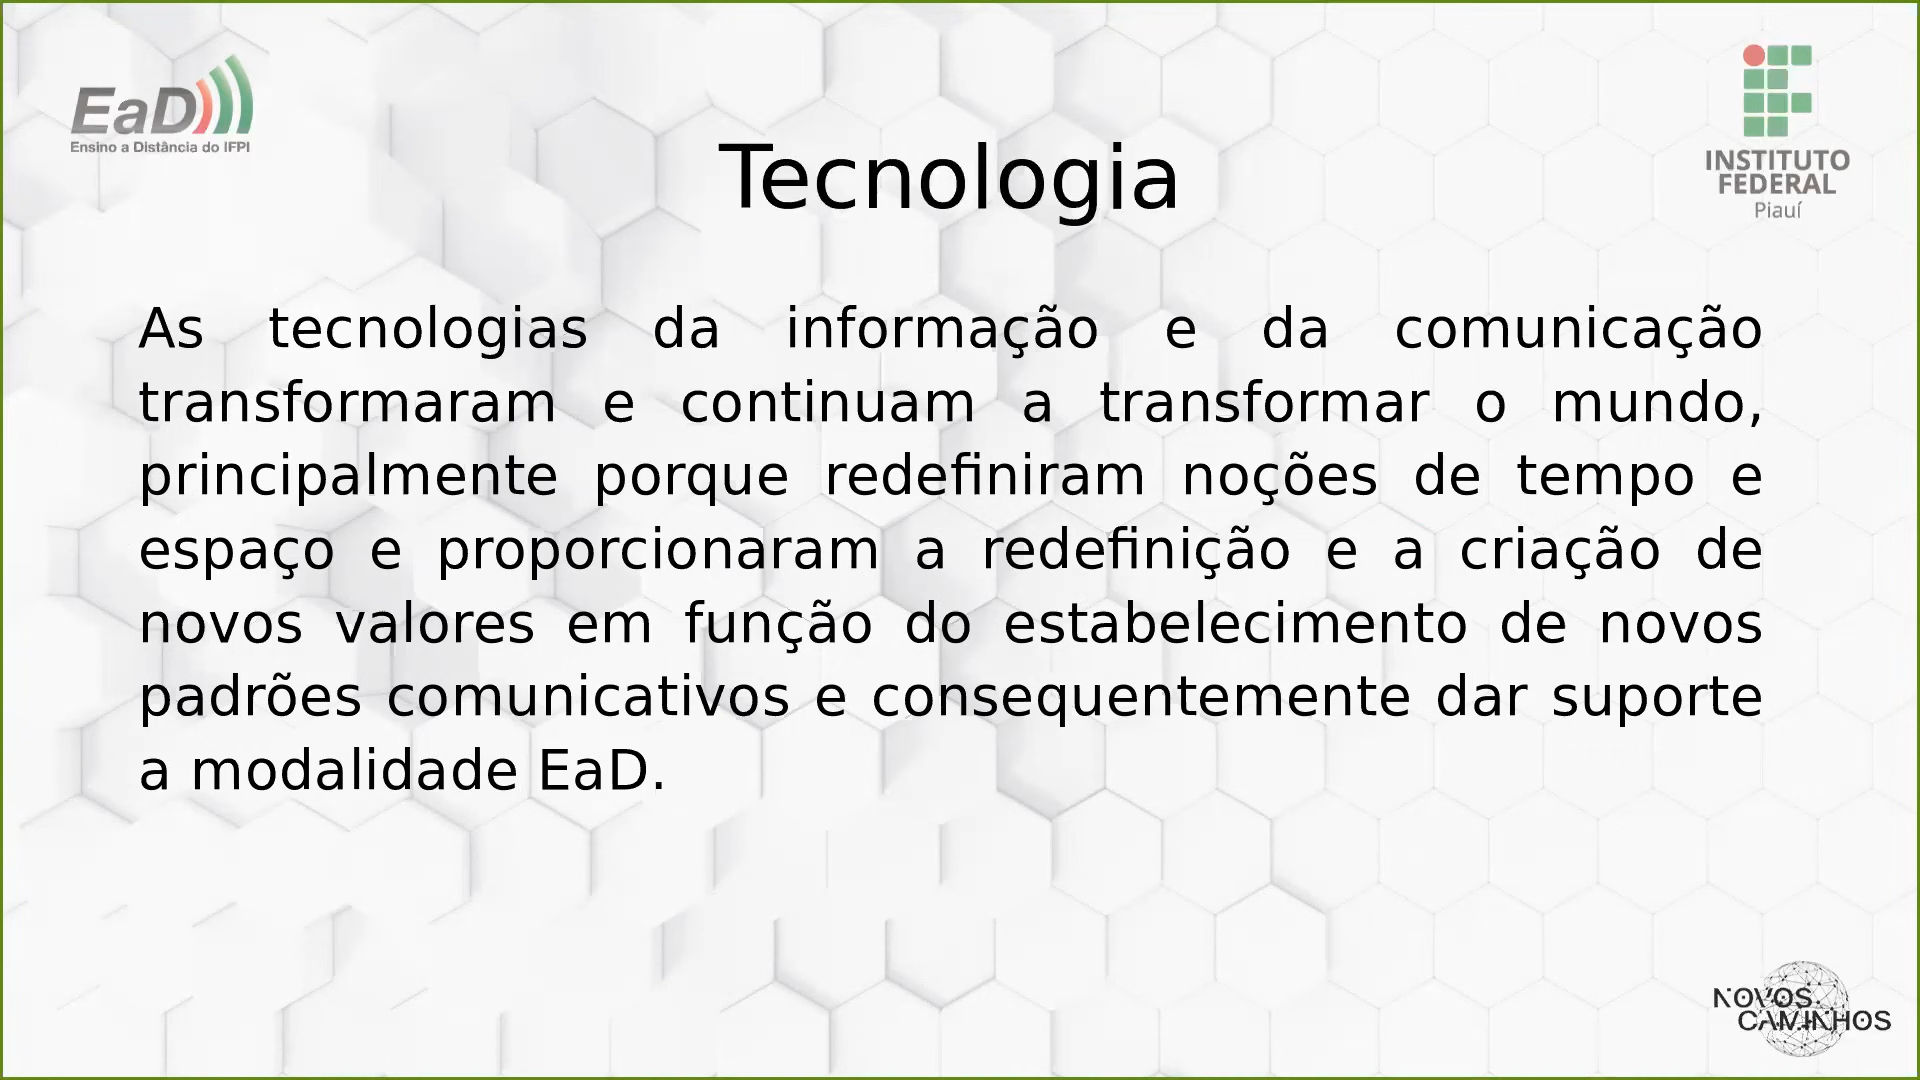 EaD
Ensino a Distância do IFPI
INSTITUTO
FEDERAL
Piauí
Tecnologia
As tecnologias da informação e da comunicação
transformaram e continuam a transformar o mundo,
principalmente porque redefiniram noções de tempo e
espaço e proporcionaram a redefinição e a criação de
novos valores em função do estabelecimento de novos
padrões comunicativos e consequentemente dar suporte
a modalidade EaD.
NOVOS
CAMINHOS